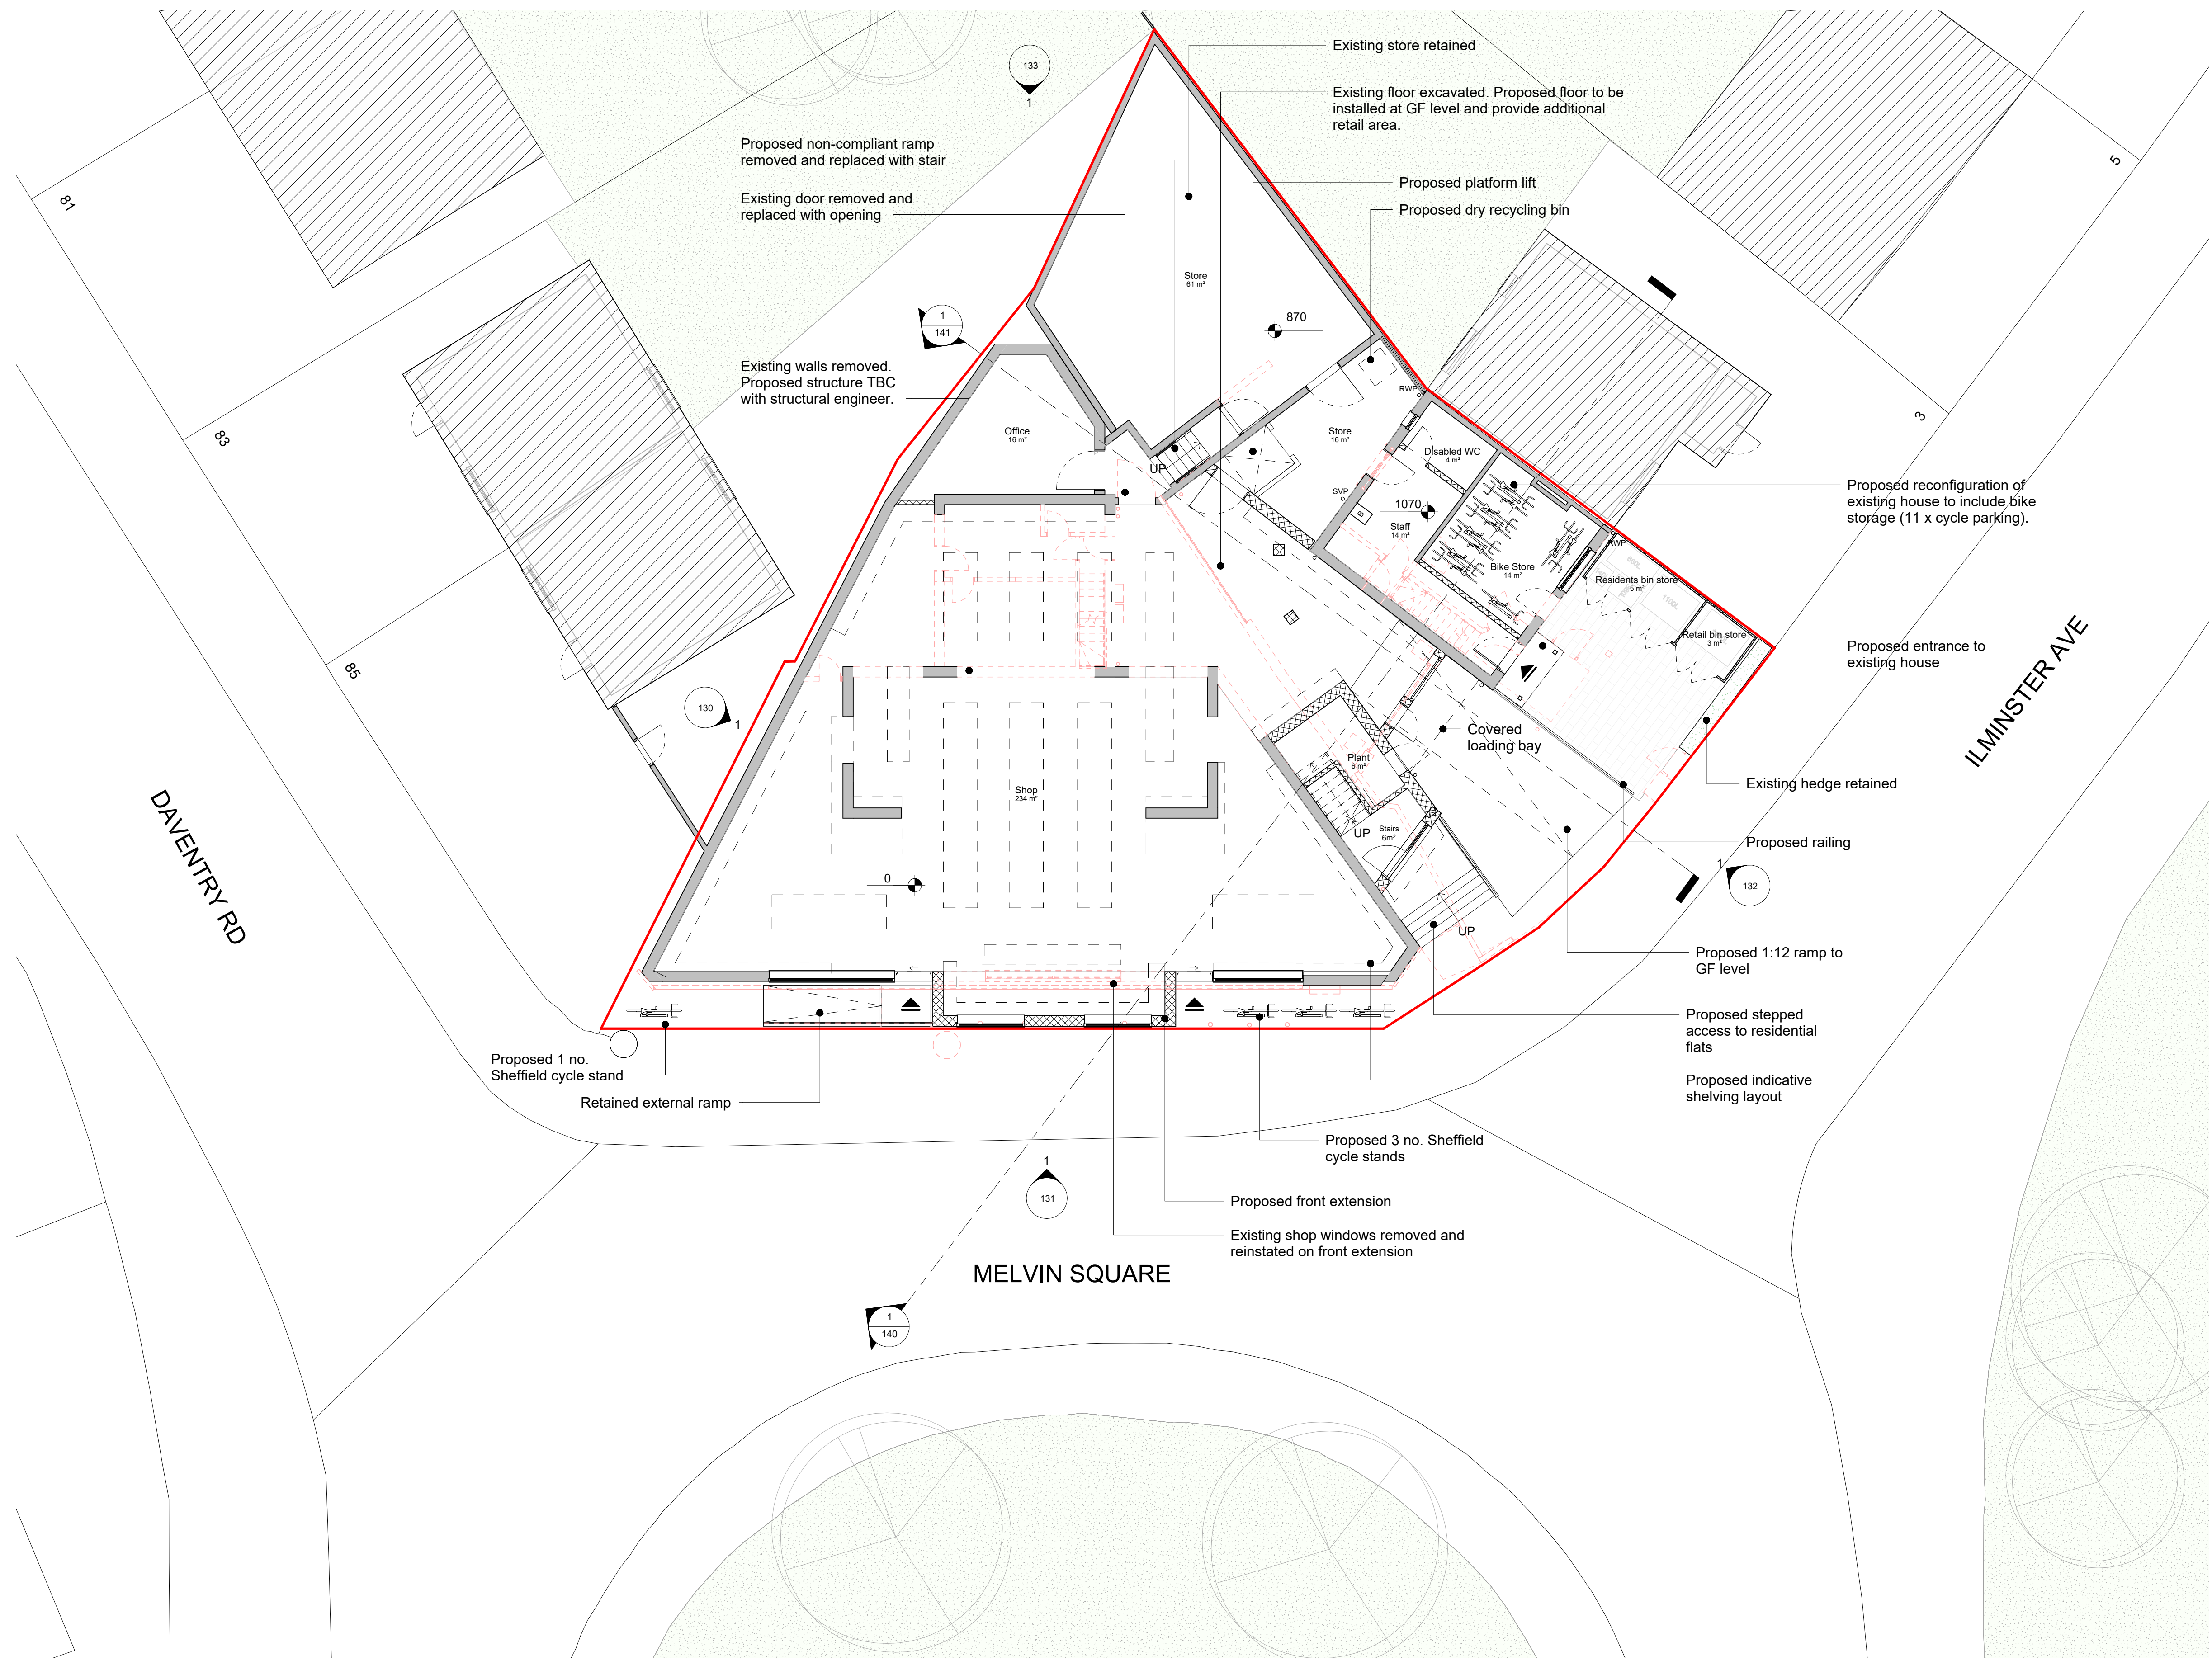 133
1
Existing store retained
Existing floor excavated. Proposed floor to be
installed at GF level and provide additional
retail area.
Proposed non-compliant ramp
removed and replaced with stair
Existing door removed and
replaced with opening
Proposed platform lift
Proposed dry recycling bin
5
81
Store
61 m²
870
1
141
Existing walls removed.
Proposed structure TBC
with structural engineer.
RWP
3
83
Office
16 m²
Store
16 m²
Disabled WC
4 m²
UP
SVP
1070
B
Staff
14 m²
Proposed reconfiguration of
existing house to include bike
storage (11 x cycle parking).
RWP
Bike Store
14 m²
Residents bin store
5 m²
1100L
Retail bin store
3 m²
Proposed entrance to
existing house
85
ILMINSTER AVE
130
1
Covered
loading bay
Plant
6 m²
Existing hedge retained
Shop
234 m²
UP
Stairs
6m²
Proposed railing
DAVENTRY RD
0
1
132
UP
Proposed 1:12 ramp to
GF level
Proposed stepped
access to residential
flats
Proposed 1 no.
Sheffield cycle stand
Retained external ramp
Proposed indicative
shelving layout
Proposed 3 no. Sheffield
cycle stands
1
131
Proposed front extension
Existing shop windows removed and
reinstated on front extension
MELVIN SQUARE
1
140